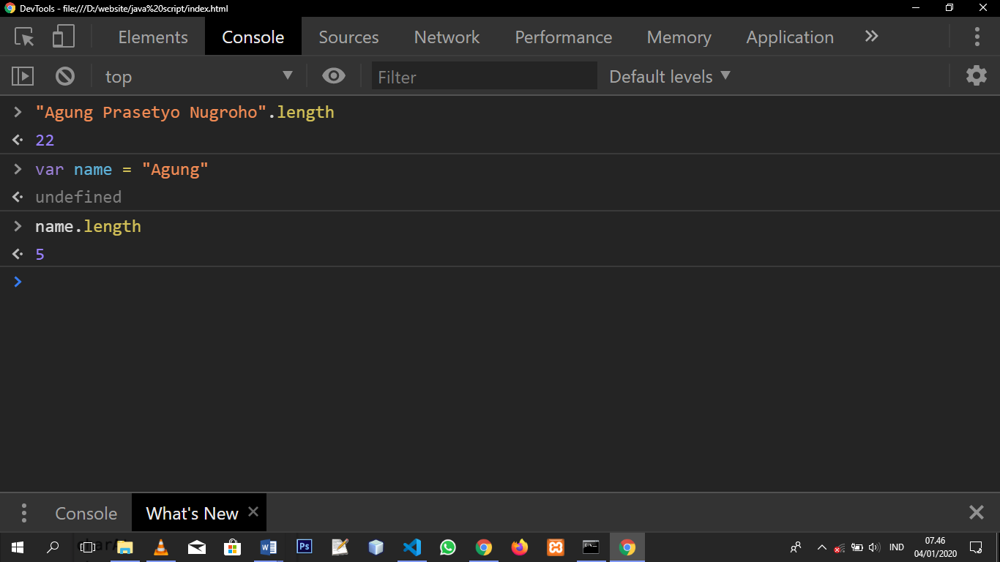 DevTools - file:///D:/website/java%20script/index.html
Elements Console Sources Network Performance Memory Application »
top Filter Default levels
> "Agung Prasetyo Nugroho".length
22
> var name = "Agung"
undefined
> name.length
5
>
Console What's New
W Ps IND
07.46
04/01/2020